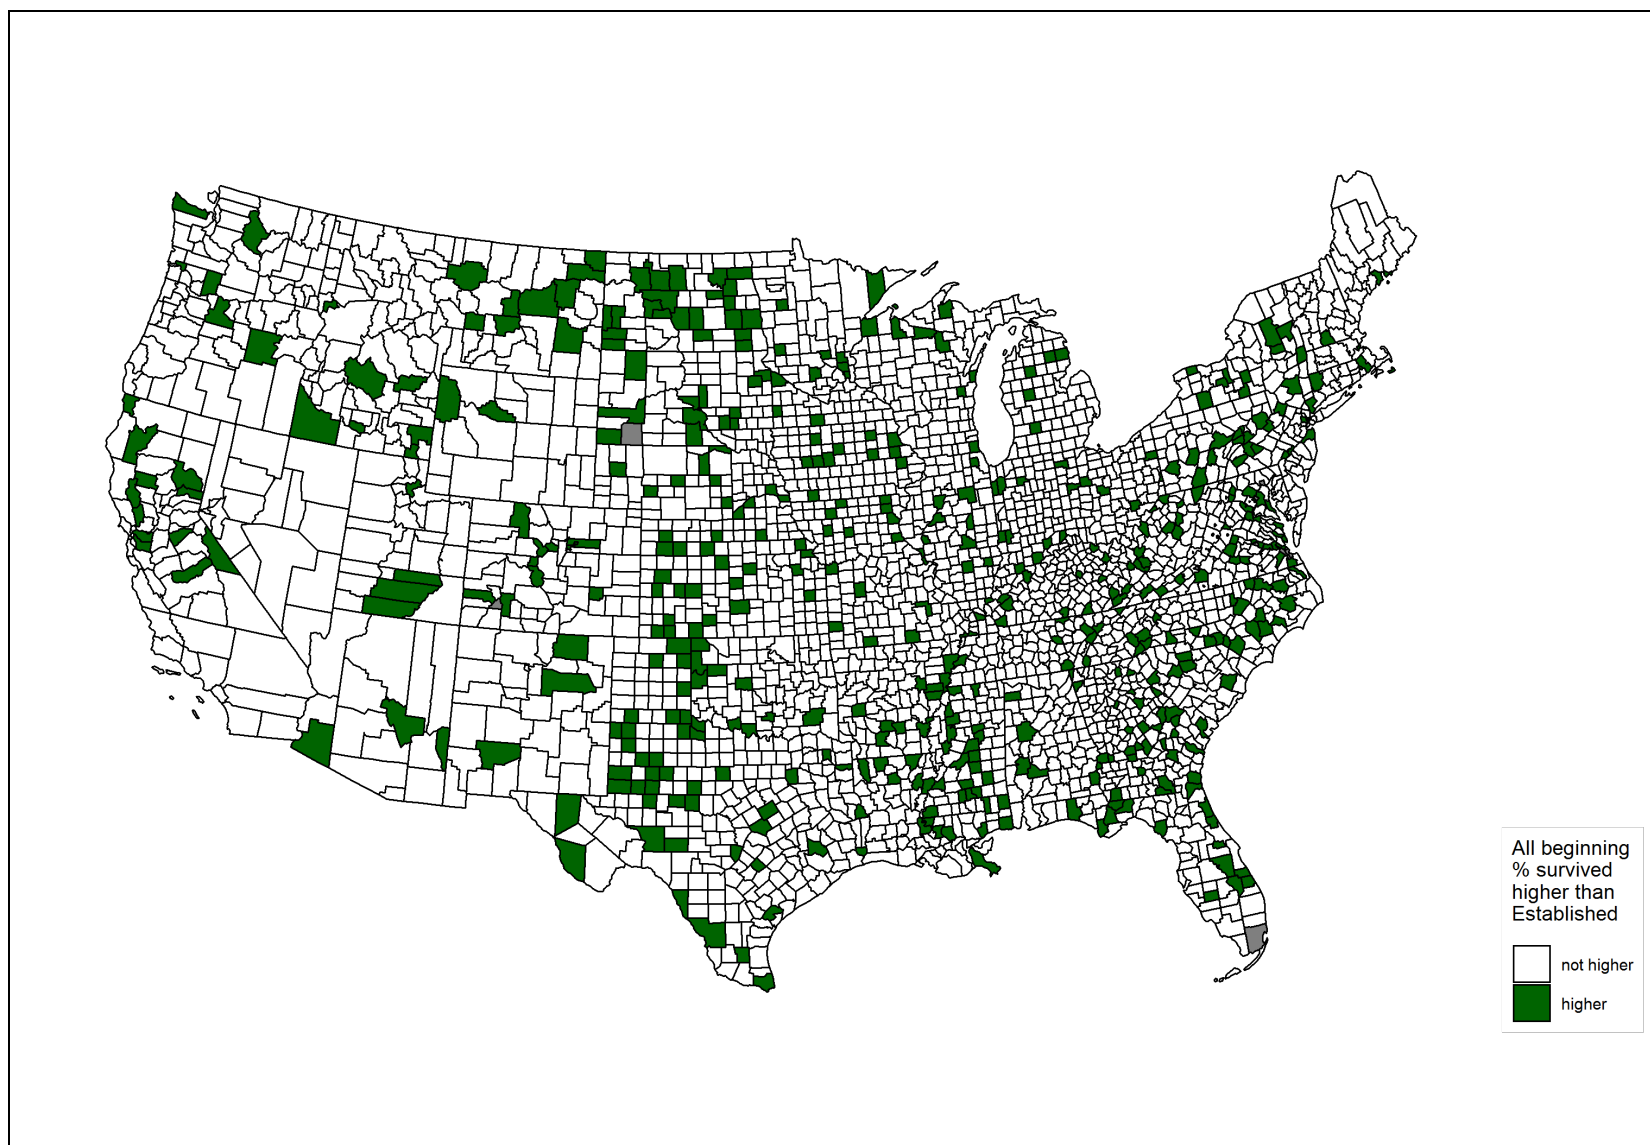 All beginning
% survived
higher than
Established
not higher
higher